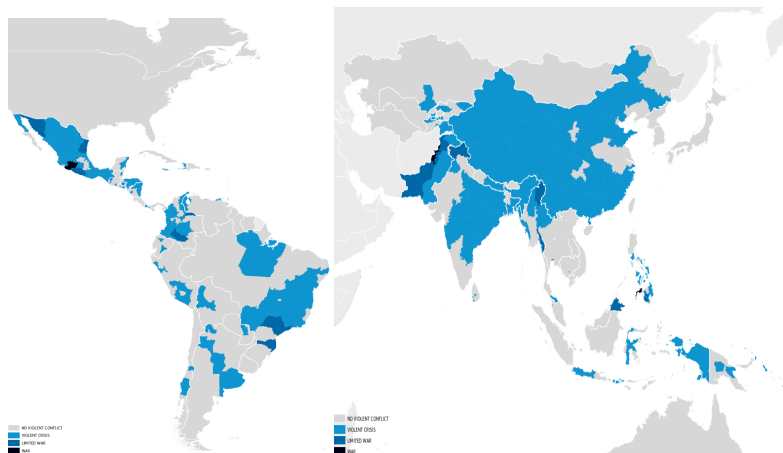 NO VIOLENT CONFLICT
VIOLENT CRISIS
LIMITED WAR
WAR
NO VIOLENT CONFLICT
VIOLENT CRISIS
LIMITED WAR
WAR